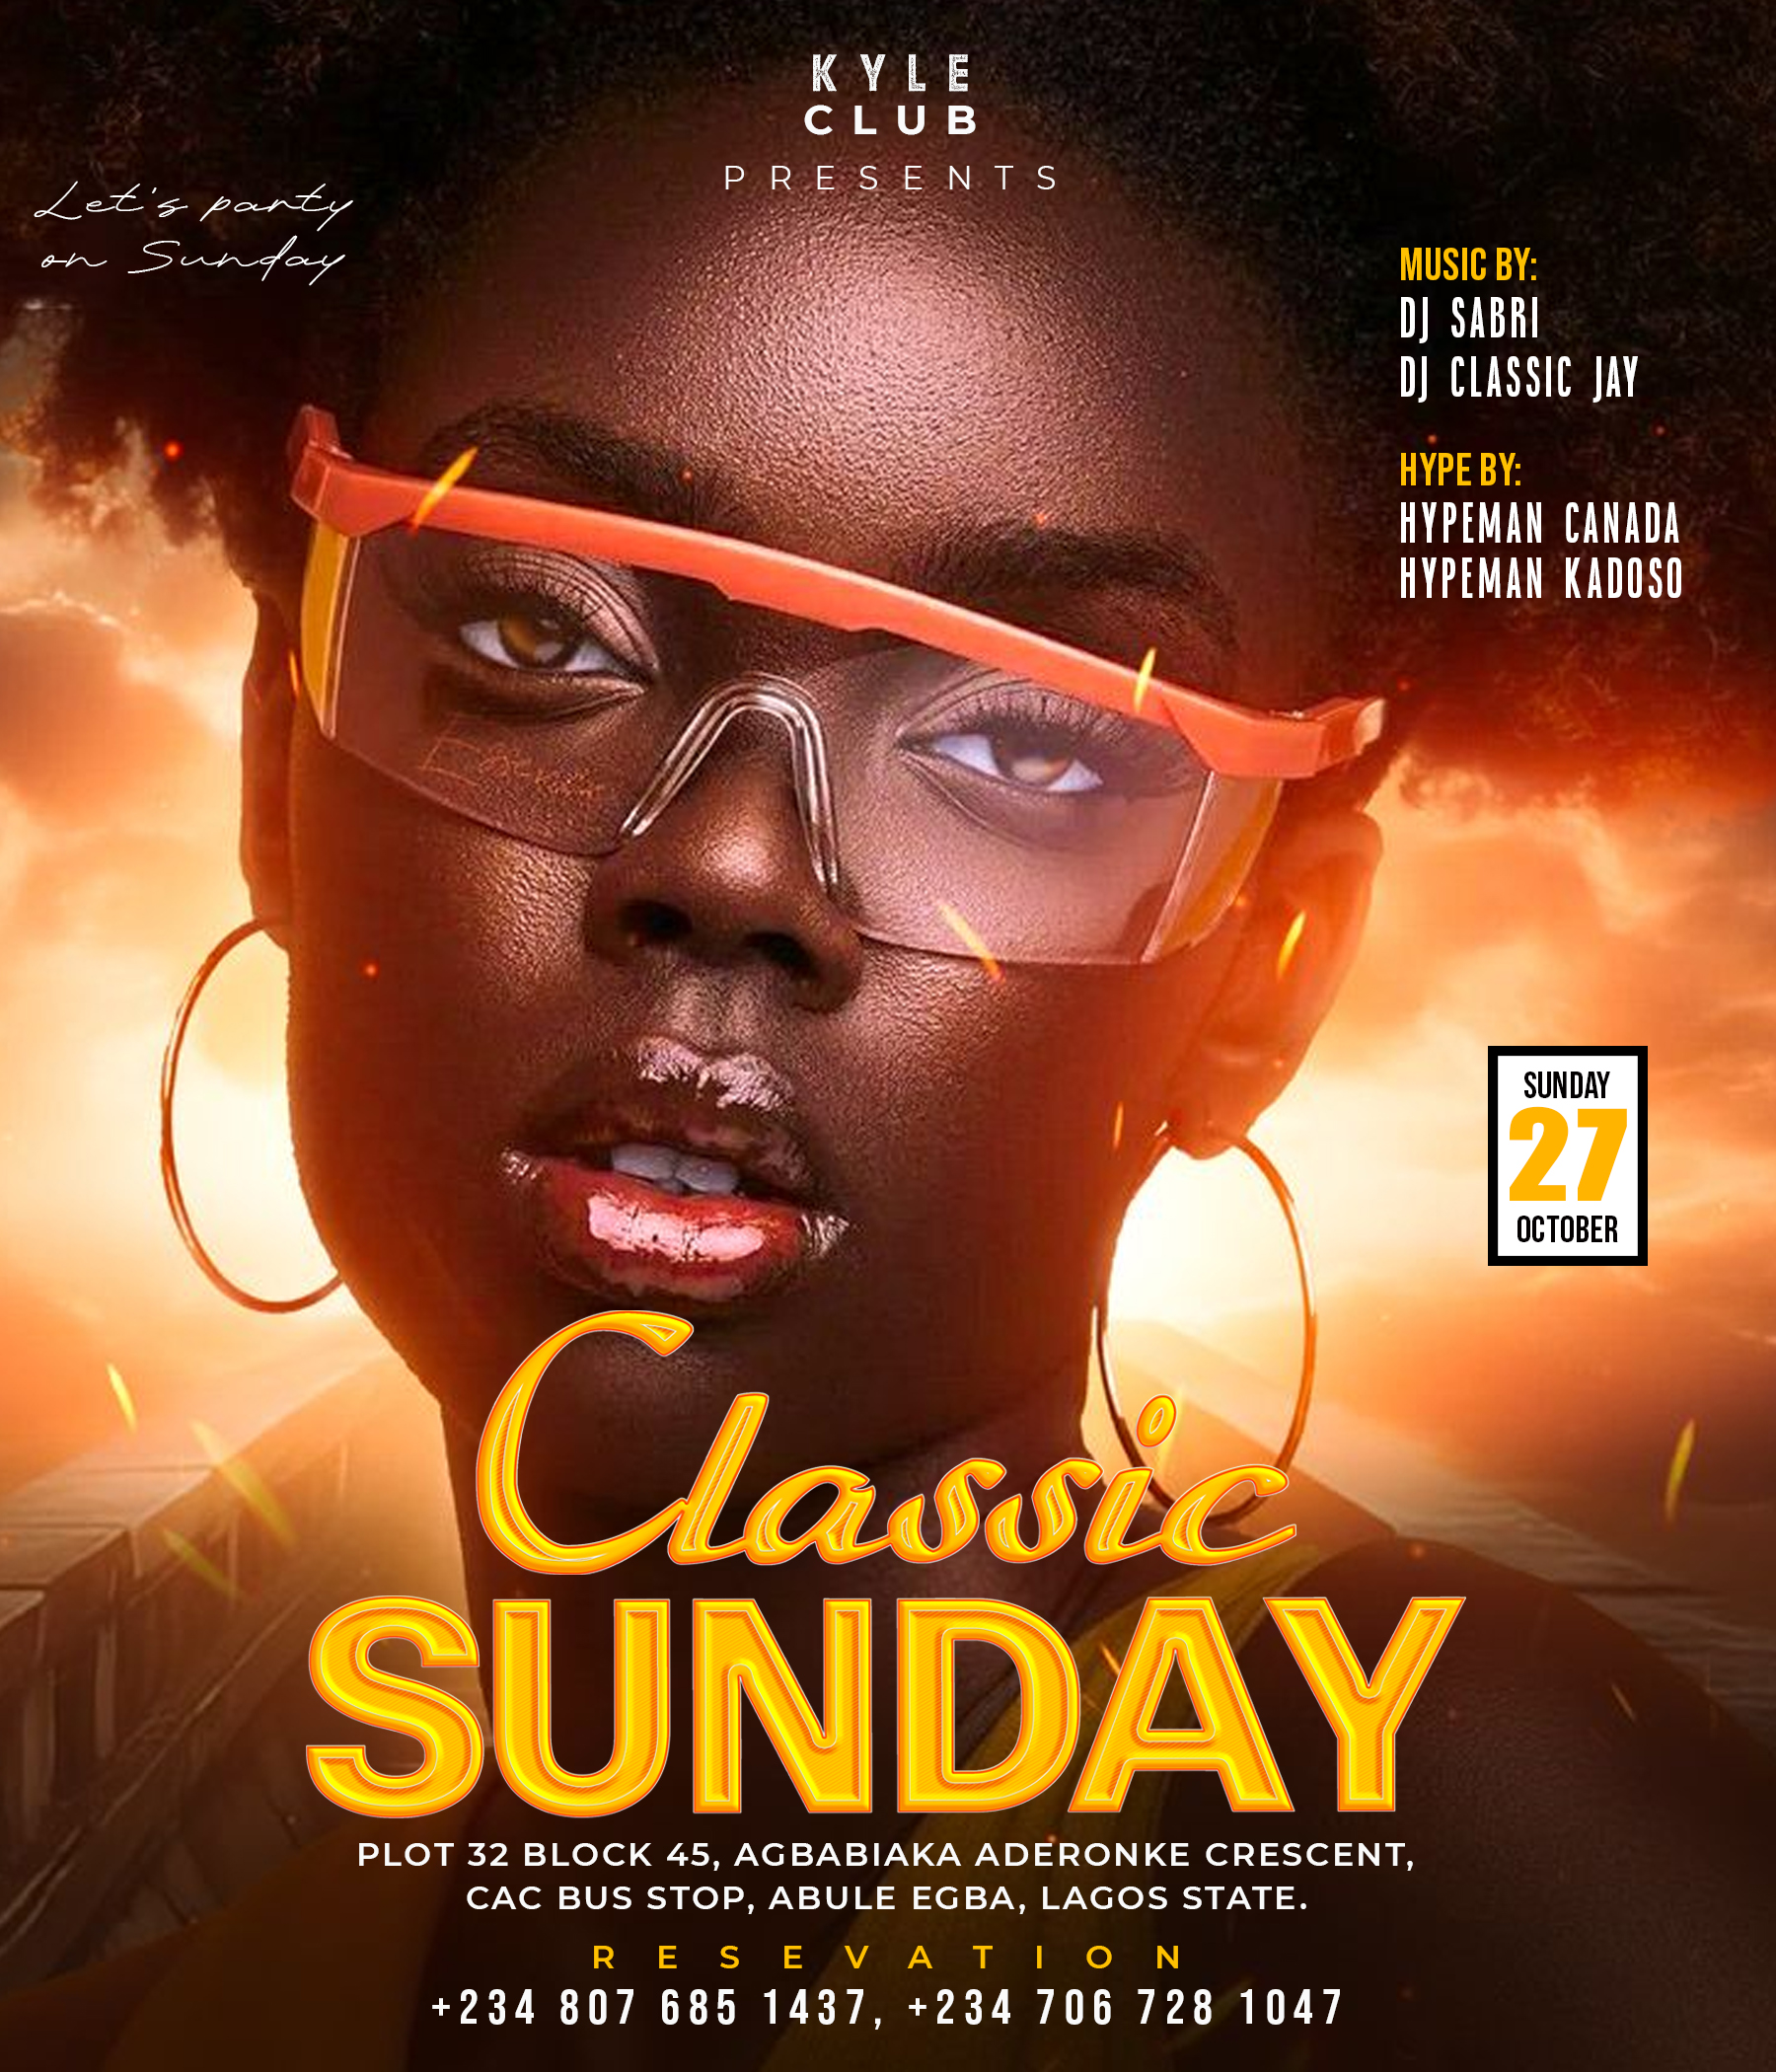 KYLE
CLUB
PRESENTS
Let's party
on Sunday
MUSIC BY:
DJ SABRI
DJ CLASSIC JAY
HYPE BY:
HYPEMAN CANADA
HYPEMAN KADOSO
SUNDAY
27
OCTOBER
Classic
SUNDAY
PLOT 32 BLOCK 45, AGBABIAKA ADERONKE CRESCENT,
CAC BUS STOP, ABULE EGBA, LAGOS STATE.
RESEVATION
+234 807 685 1437, +234 706 728 1047